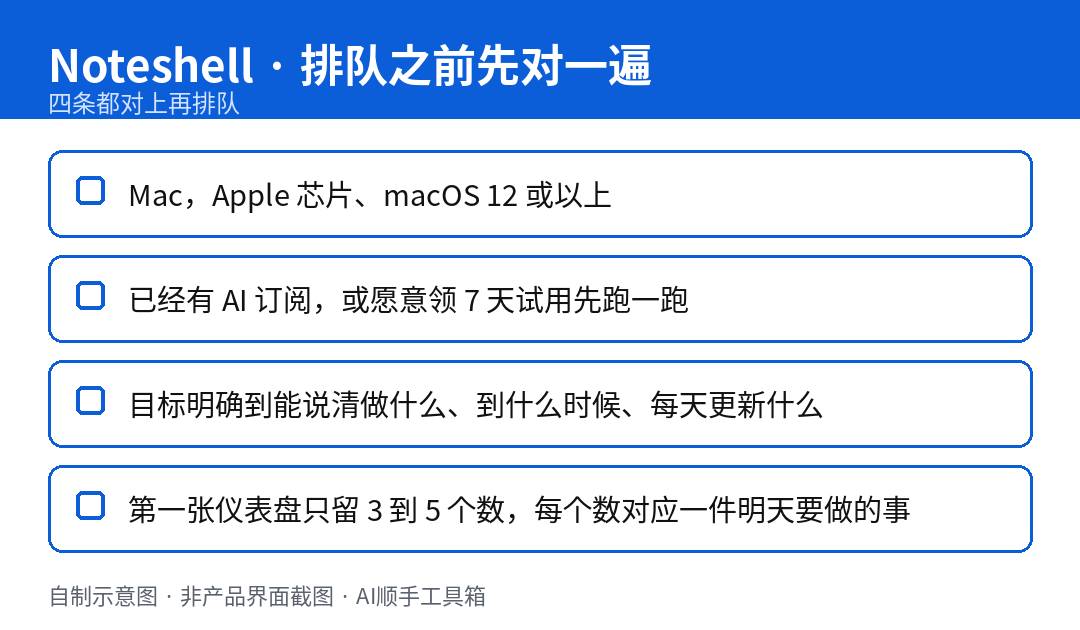 Noteshell · 排队之前先对一遍
四条都对上再排队
Mac，Apple 芯片、macOS 12 或以上
已经有 AI 订阅，或愿意领 7 天试用先跑一跑
目标明确到能说清做什么、到什么时候、每天更新什么
第一张仪表盘只留 3 到 5 个数，每个数对应一件明天要做的事
自制示意图 · 非产品界面截图 · AI顺手工具箱